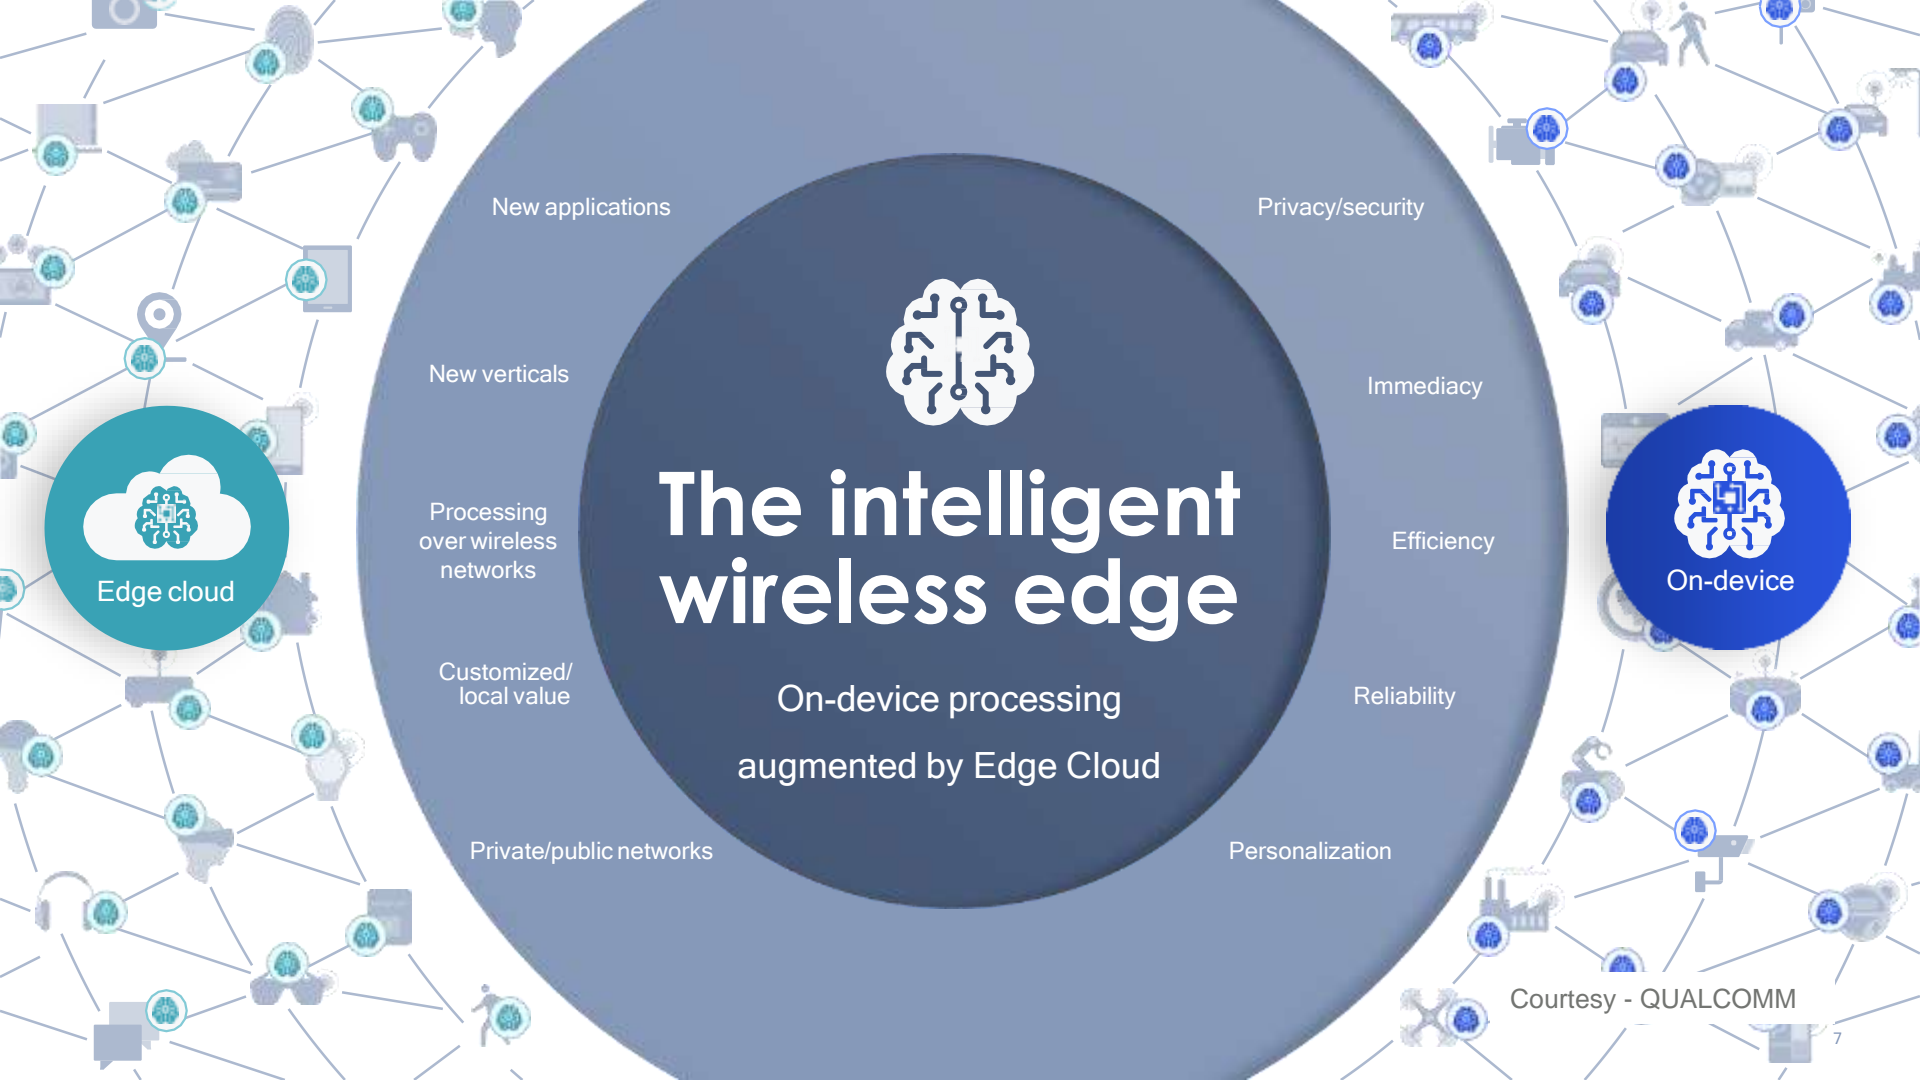 New applications
New verticals
Processing
over wireless
networks
Customized/
local value
Private/public networks
Edge cloud
The intelligent
wireless edge
On-device processing
augmented by Edge Cloud
Privacy/security
Immediacy
Efficiency
Reliability
Personalization
On-device
Courtesy - QUALCOMM
7